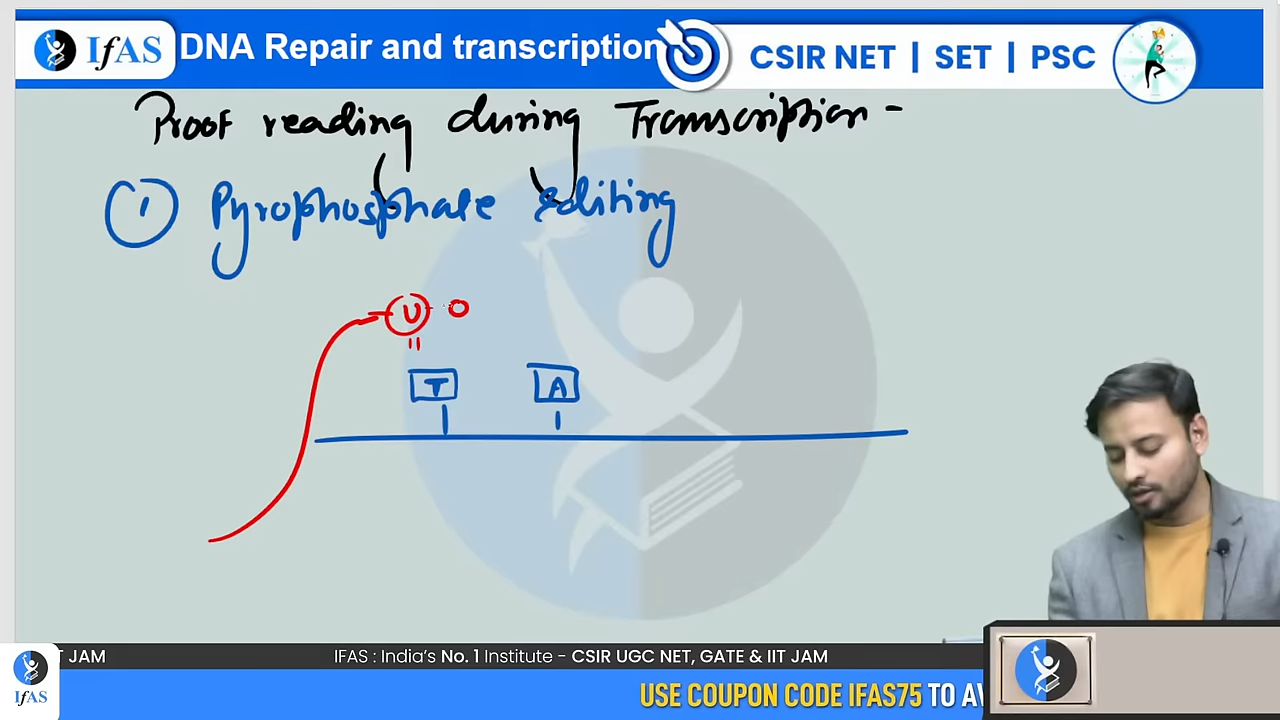 IfAS DNA Repair and transcription CSIR NET | SET | PSC
Proof reading during Transcription -
1 Pyrophosphate editing
U
T A
T JAM IFAS : India's No. 1 Institute - CSIR UGC NET, GATE & IIT JAM
IfAS
USE COUPON CODE IFAS75 TO AV